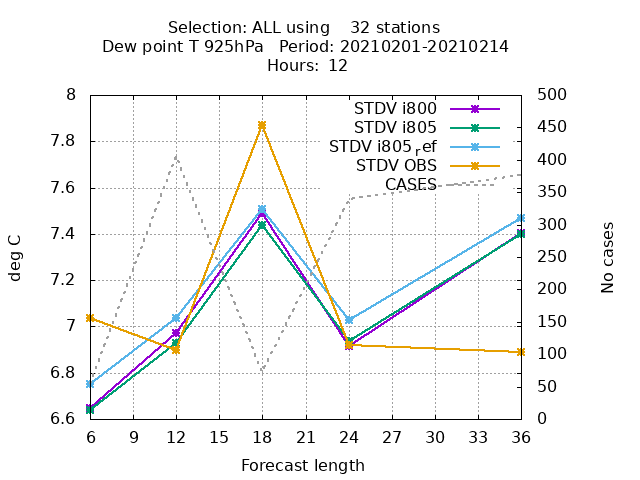 Selection: ALL using    32 stations
Dew point T 925hPa   Period: 20210201-20210214
Hours: 12
8
7.8
7.6
7.4
7.2
7
6.8
6.6
deg C
500
450
400
350
300
250
200
150
100
50
0
No cases
STDV i800
STDV i805
STDV i805ref
STDV OBS
CASES
6 9 12 15 18 21 24 27 30 33 36
Forecast length